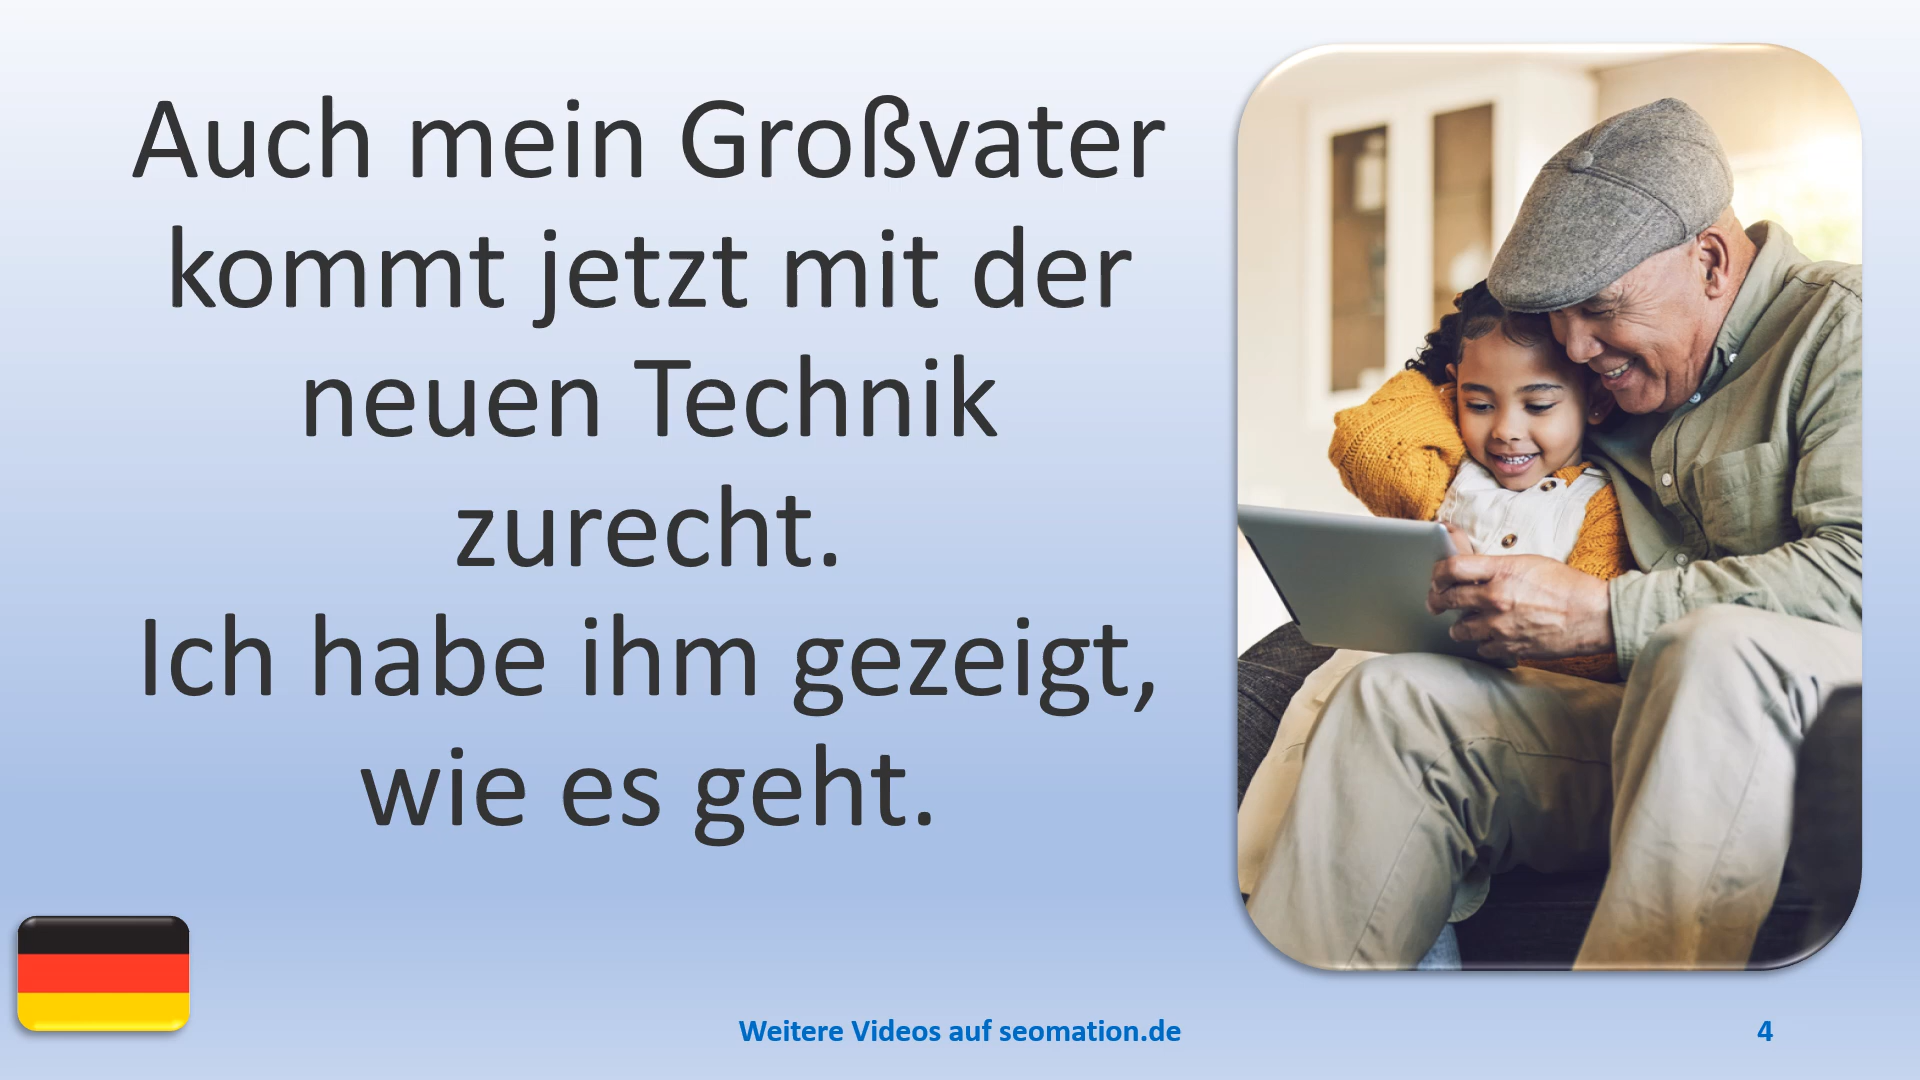 Auch mein Großvater
kommt jetzt mit der
neuen Technik
zurecht.
Ich habe ihm gezeigt,
wie es geht.
Weitere Videos auf seomation.de
4